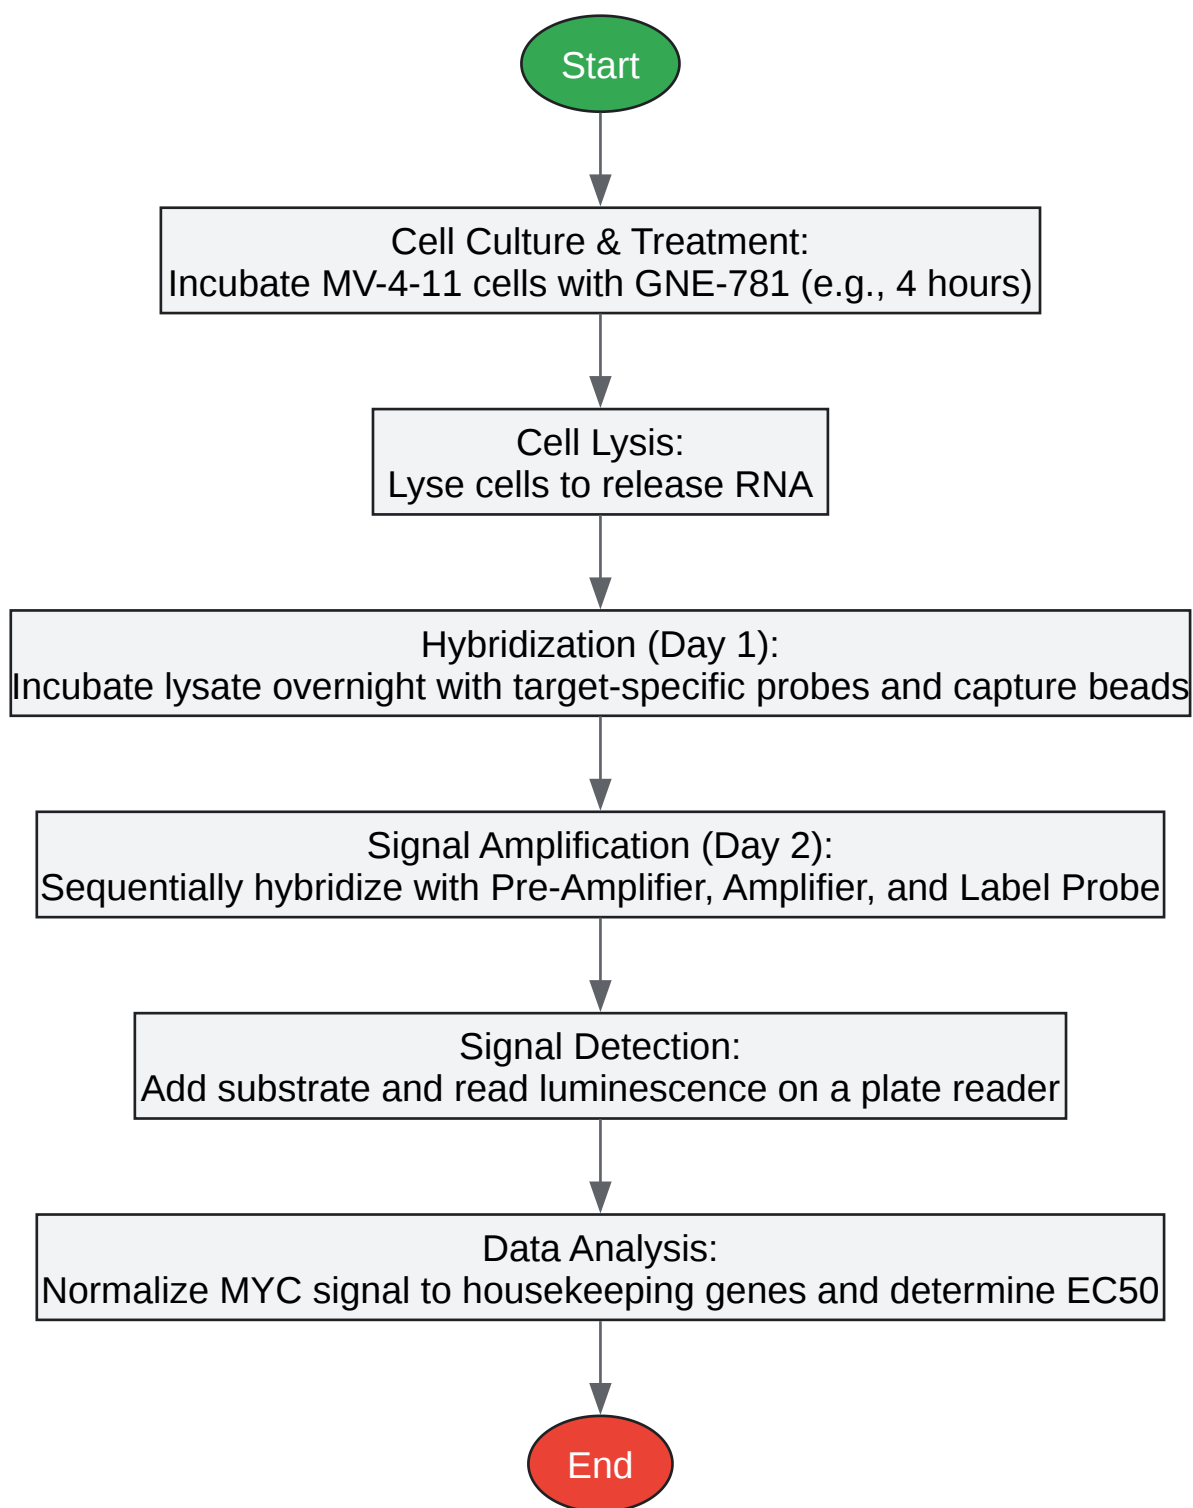 Start
Cell Culture & Treatment:
Incubate MV-4-11 cells with GNE-781 (e.g., 4 hours)
Cell Lysis:
Lyse cells to release RNA
Hybridization (Day 1):
Incubate lysate overnight with target-specific probes and capture beads
Signal Amplification (Day 2):
Sequentially hybridize with Pre-Amplifier, Amplifier, and Label Probe
Signal Detection:
Add substrate and read luminescence on a plate reader
Data Analysis:
Normalize MYC signal to housekeeping genes and determine EC50
End